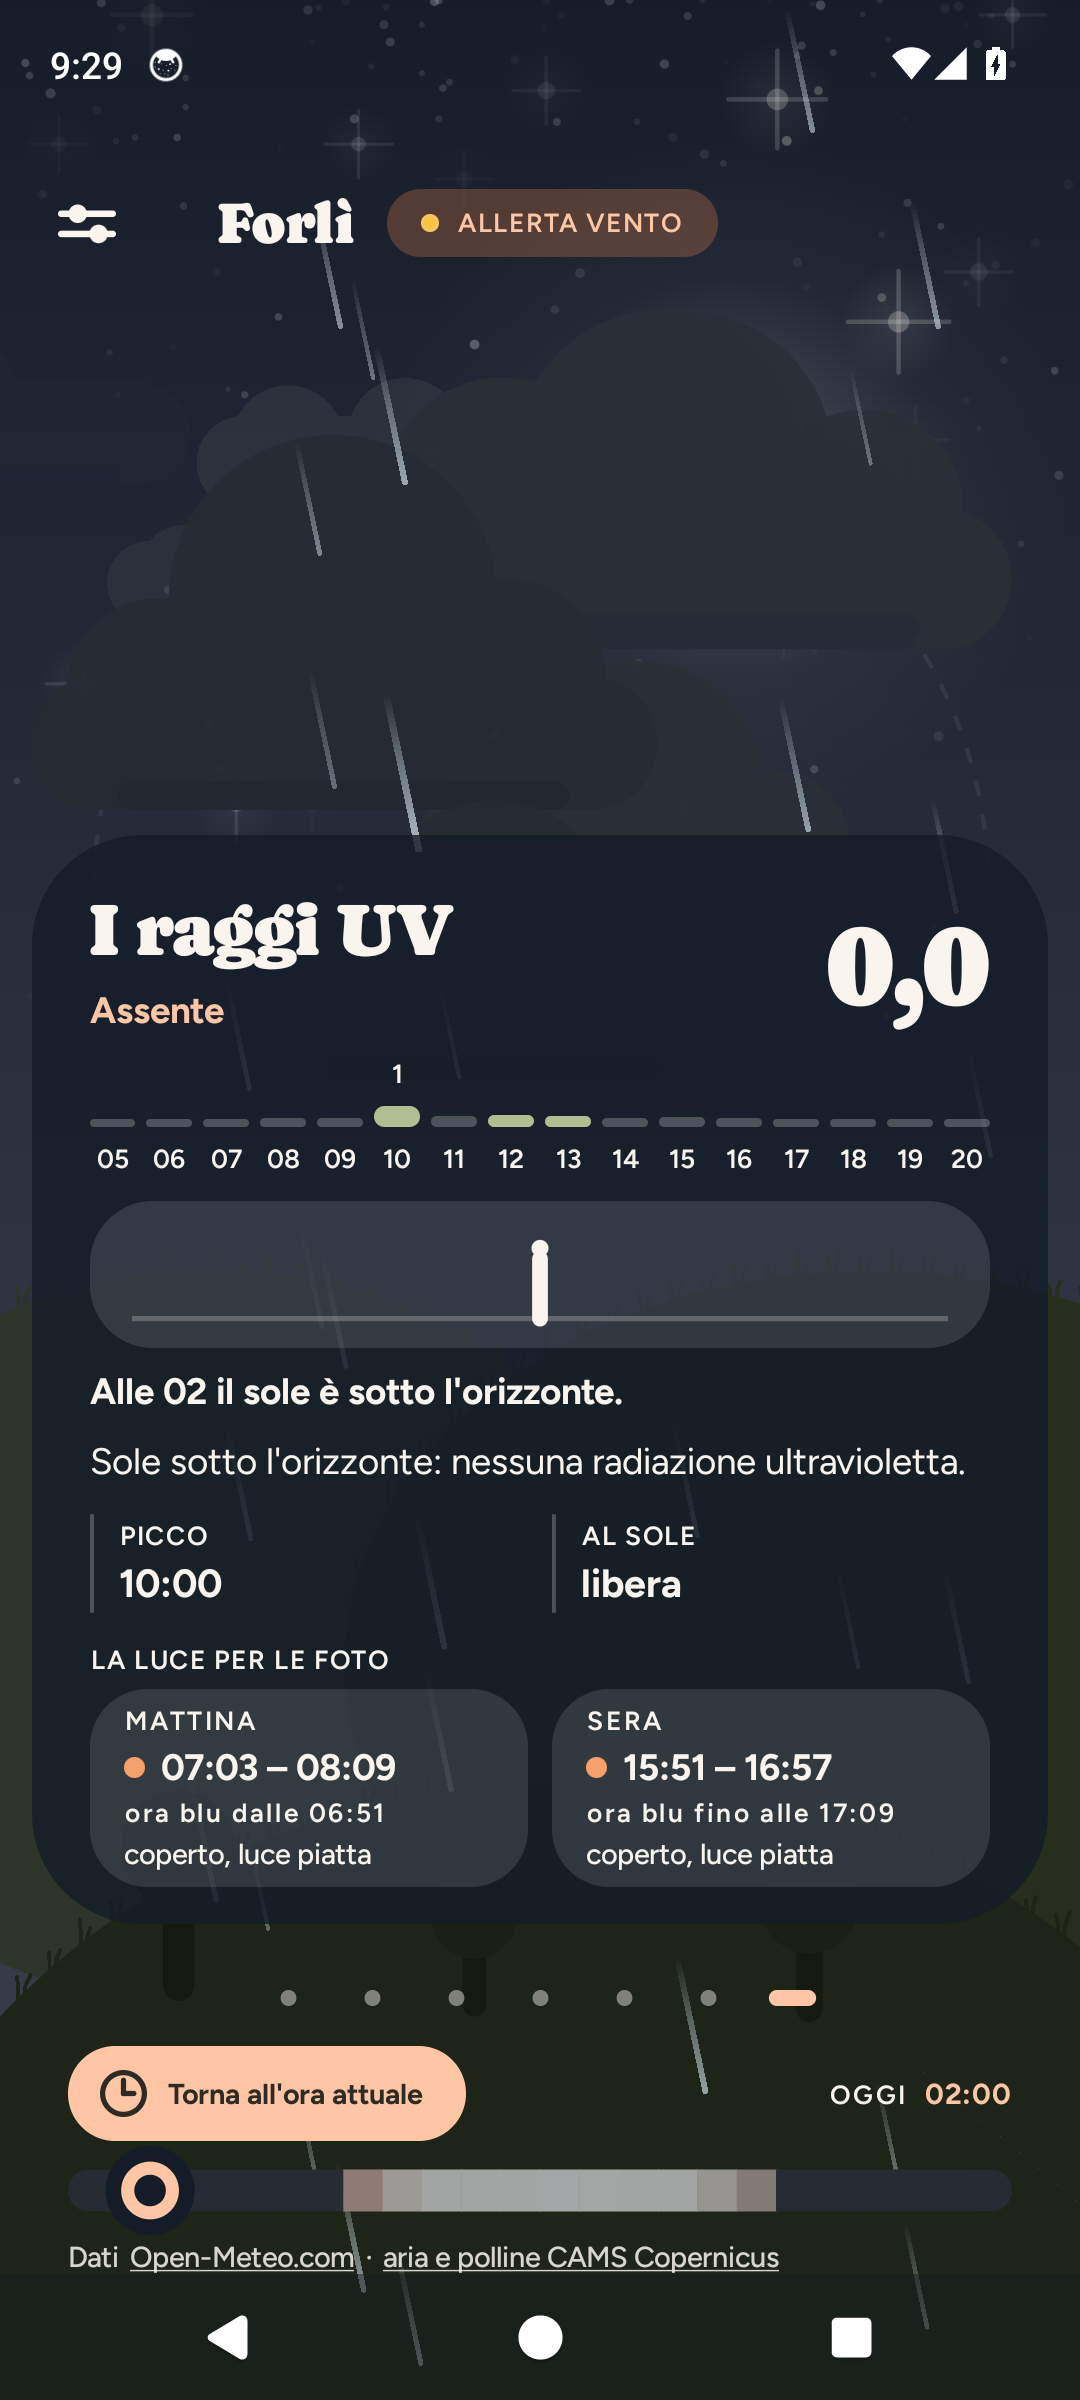 9:29
Forlì
ALLERTA VENTO
I raggi UV
0,0
Assente
1
05 06 07 08 09 10 11 12 13 14 15 16 17 18 19 20
Alle 02 il sole è sotto l'orizzonte.
Sole sotto l'orizzonte: nessuna radiazione ultravioletta.
PICCO
10:00
AL SOLE
libera
LA LUCE PER LE FOTO
MATTINA
07:03 – 08:09
ora blu dalle 06:51
coperto, luce piatta
SERA
15:51 – 16:57
ora blu fino alle 17:09
coperto, luce piatta
Torna all'ora attuale
OGGI 02:00
Dati Open-Meteo.com · aria e polline CAMS Copernicus